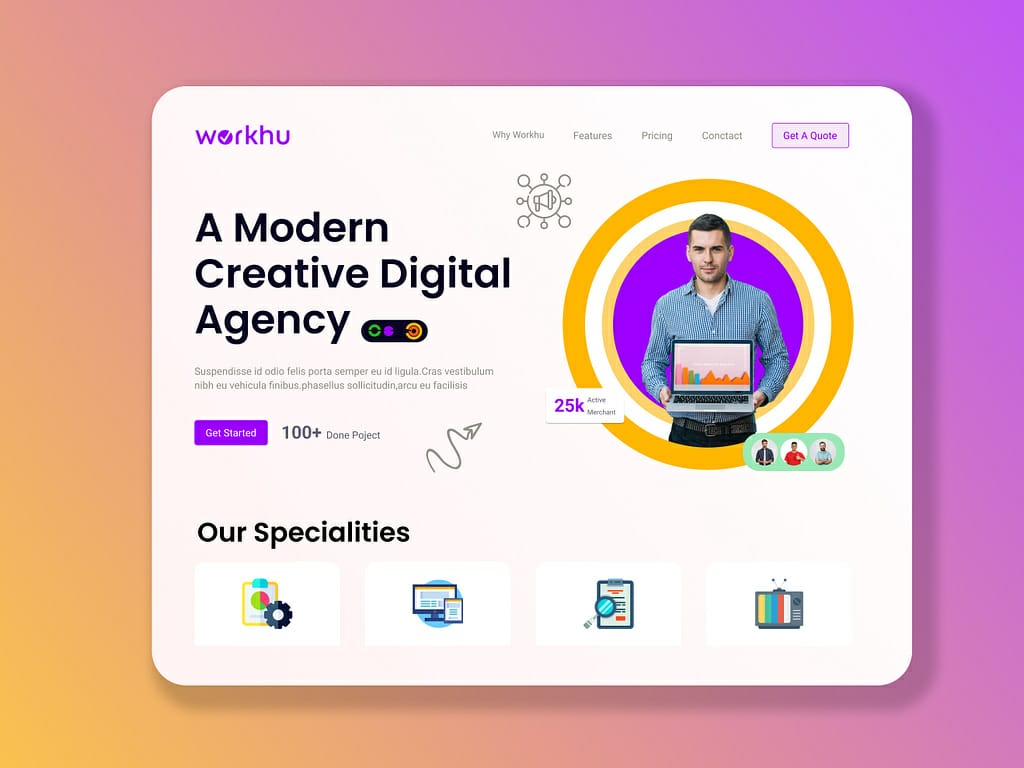 workhu
Why Workhu Features Pricing Conctact Get A Quote
A Modern
Creative Digital
Agency
Suspendisse id odio felis porta semper eu id ligula.Cras vestibulum
nibh eu vehicula finibus.phasellus sollicitudin,arcu eu facilisis
Get Started 100+ Done Poject
25k Active
Merchant
Our Specialities